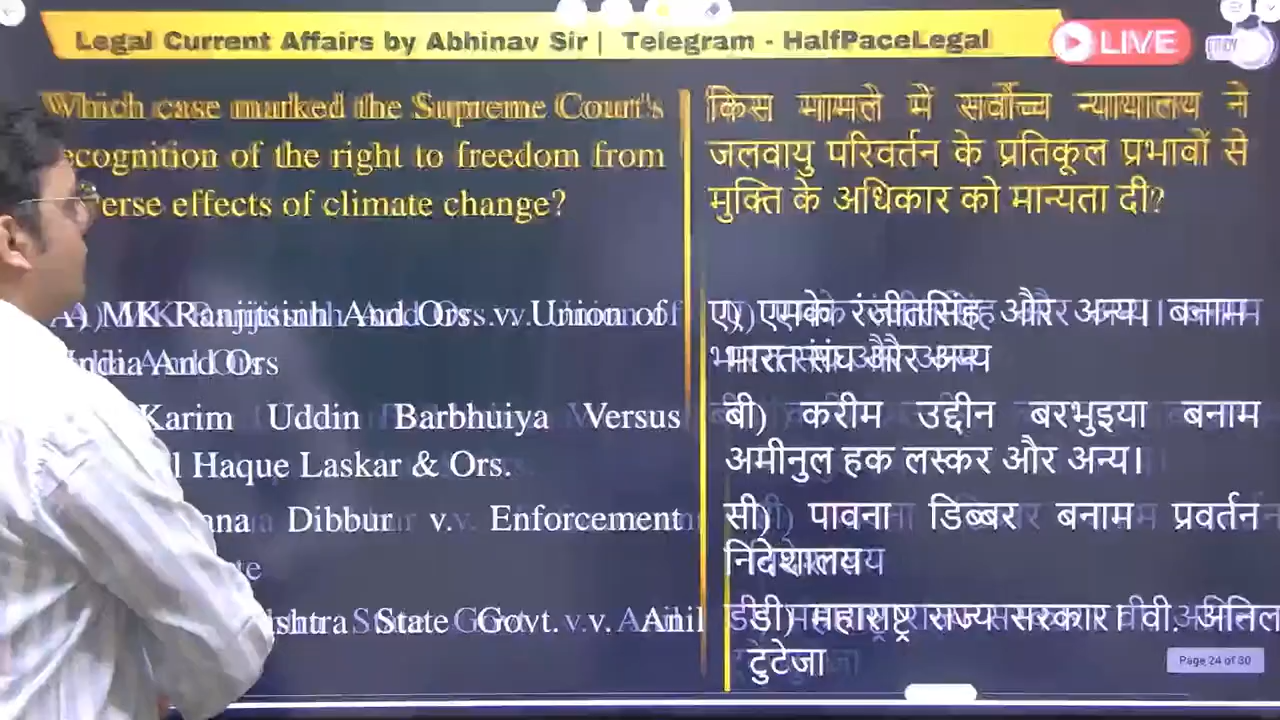 Legal Current Affairs by Abhinav Sir | Telegram - HalfPaceLegal
LIVE
Which case marked the Supreme Court's
ecognition of the right to freedom from
erse effects of climate change?
किस मामले में सर्वोच्च न्यायालय ने
जलवायु परिवर्तन के प्रतिकूल प्रभावों से
मुक्ति के अधिकार को मान्यता दी?
A) MK Ranjitsinh And Ors v. Union of
India And Ors
Karim Uddin Barbhuiya Versus
l Haque Laskar & Ors.
ana Dibbur v. Enforcement
te
shtra State Govt. v. Anil
ए) एमके रंजीतसिंह और अन्य। बनाम
भारत संघ और अन्य
बी) करीम उद्दीन बरभुइया बनाम
अमीनुल हक लस्कर और अन्य।
सी) पावना डिब्बर बनाम प्रवर्तन
निदेशालय
डी) महाराष्ट्र राज्य सरकार। वी. अनिल
टुटेजा
Page 24 of 30